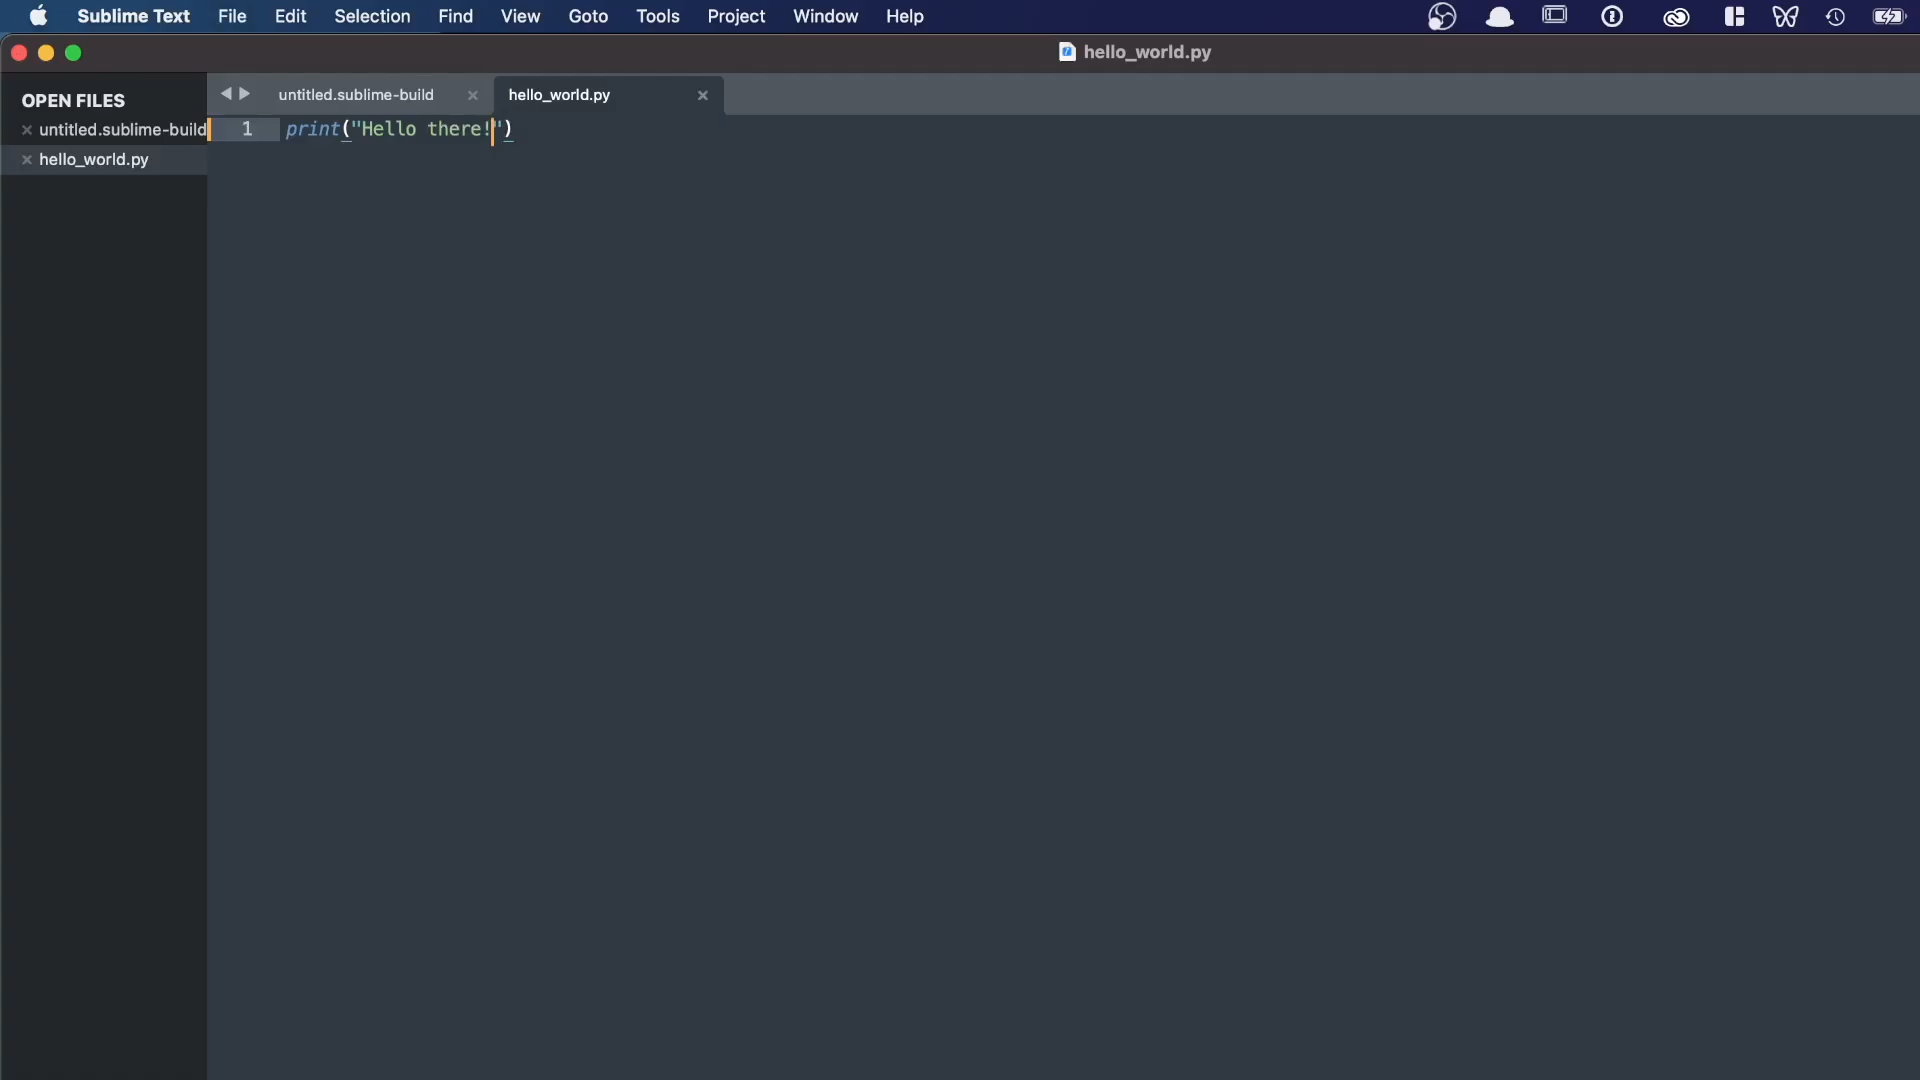 Sublime Text File Edit Selection Find View Goto Tools Project Window Help
hello_world.py
OPEN FILES
untitled.sublime-build
hello_world.py
untitled.sublime-build hello_world.py
1 print("Hello there!")